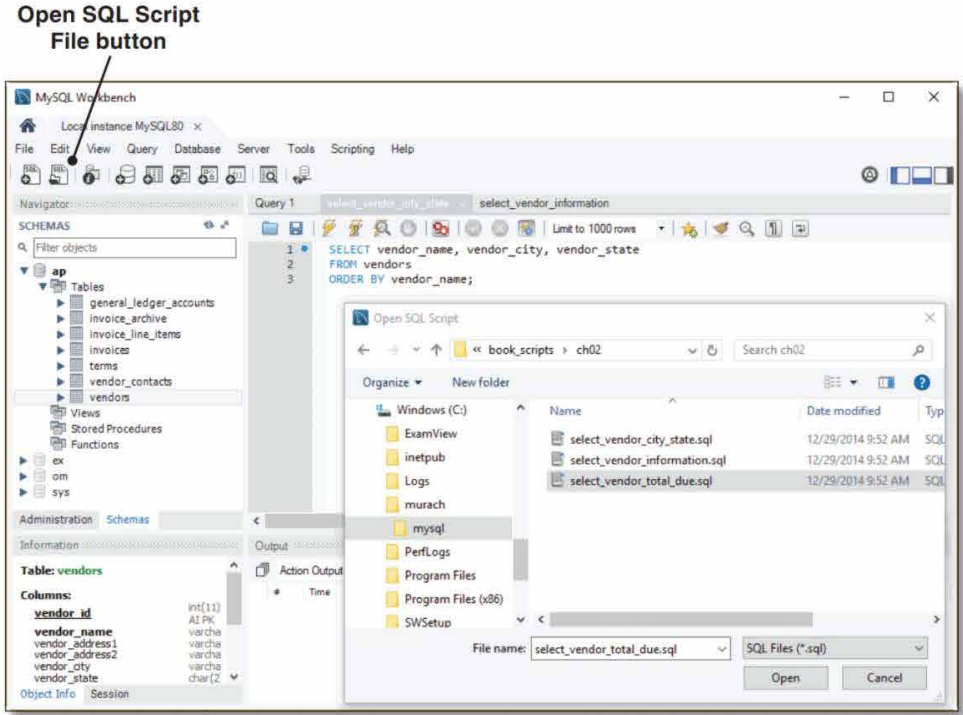 Open SQL Script
File button
MySQL Workbench
Local instance MySQL80 ×
File Edit View Query Database Server Tools Scripting Help
Navigator
SCHEMAS
Filter objects
ap
Tables
general_ledger_accounts
invoice_archive
invoice_line_items
invoices
terms
vendor_contacts
vendors
Views
Stored Procedures
Functions
ex
om
sys
Administration Schemas
Information
Table: vendors
Columns:
vendor_id int(11)
AI PK
vendor_name varcha
vendor_address1 varcha
vendor_address2 varcha
vendor_city varcha
vendor_state char(2
Object Info Session
Query 1 select_vendor_city_state × select_vendor_information
Limit to 1000 rows
1 SELECT vendor_name, vendor_city, vendor_state
2 FROM vendors
3 ORDER BY vendor_name;
Output
Action Output
# Time
Open SQL Script
« book_scripts › ch02
Search ch02
Organize New folder
Windows (C:)
ExamView
inetpub
Logs
murach
mysql
PerfLogs
Program Files
Program Files (x86)
SWSetup
Name Date modified Typ
select_vendor_city_state.sql 12/29/2014 9:52 AM SQL
select_vendor_information.sql 12/29/2014 9:52 AM SQL
select_vendor_total_due.sql 12/29/2014 9:52 AM SQL
File name: select_vendor_total_due.sql SQL Files (*.sql)
Open Cancel